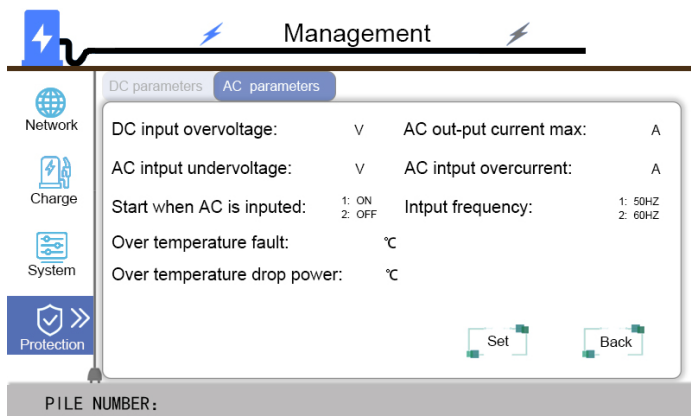 Management
DC parameters AC parameters
Network
DC input overvoltage: V AC out-put current max: A
AC intput undervoltage: V AC intput overcurrent: A
Charge
Start when AC is inputed: 1: ON 2: OFF Intput frequency: 1: 50HZ 2: 60HZ
Over temperature fault: ℃
System
Over temperature drop power: ℃
Protection
Set Back
PILE NUMBER: